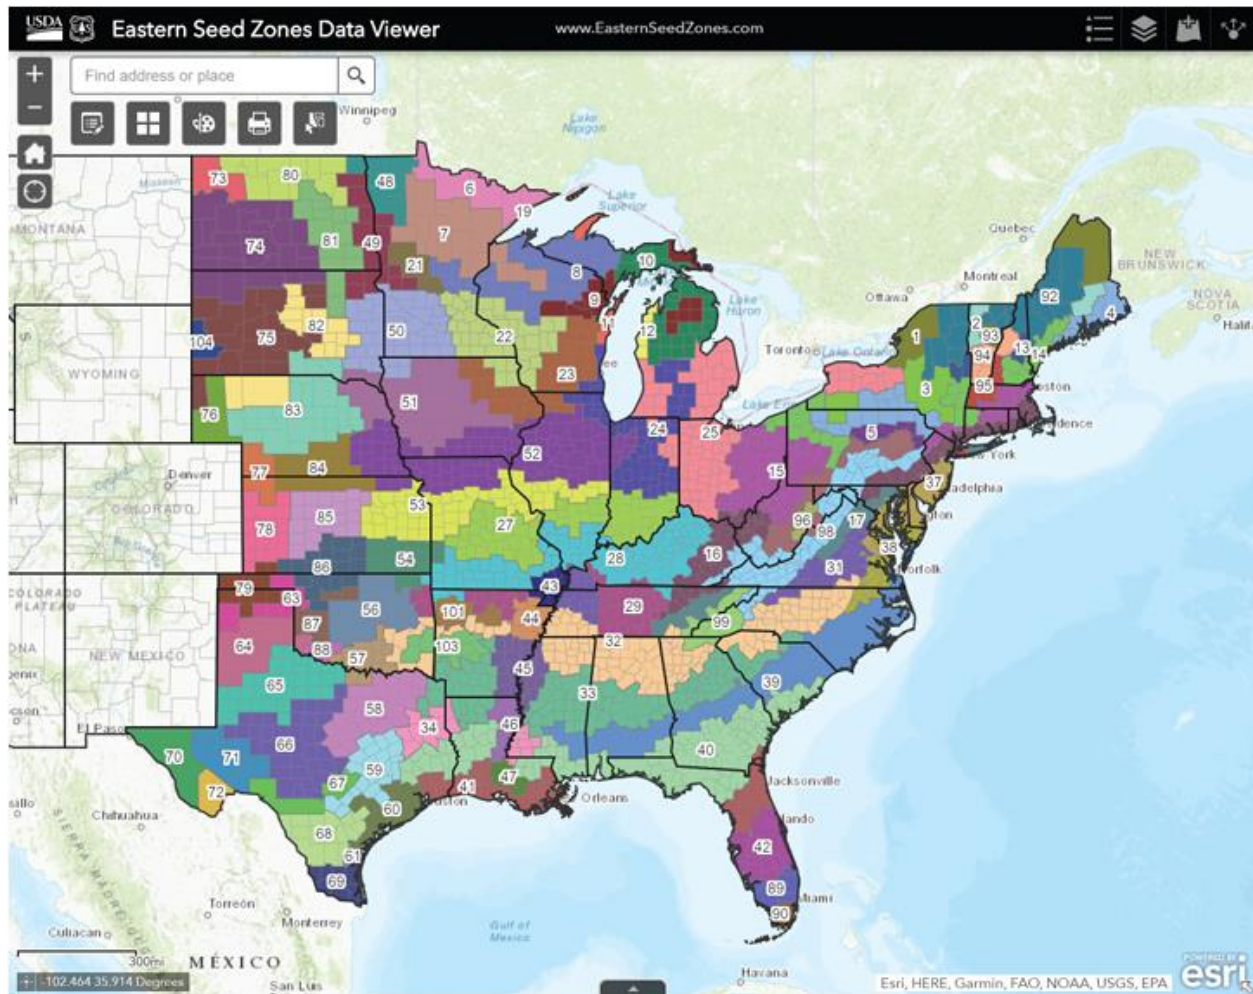 USDA Eastern Seed Zones Data Viewer www.EasternSeedZones.com
+
Find address or place
−
Winnipeg
Lake
Nipigon
73 80 48 6
Missouri
Lake
Superior
19
MONTANA
74 81 49 7
Quebec
NEW
BRUNSWICK
21 8 10
Montreal
Ottawa
92
NOVA
SCOTIA
9
Lake
Huron
4
104 75 82 50 22 11 12
1 2 93 13 14
Toronto
Lake Ontario
94
WYOMING
23
3 95
76 83 51
Lake Erie
5
24 25
52
77 84
Denver
15
37
COLORADO
53
78 85 27
96 98 17
54
28 16
38
86
31
79
43
63
COLORADO
PLATEAU
56
29
87 101 44
99
64
32
NEW MEXICO
88 57 103
65
45
33
39
58 34
46
El Paso
66
40
70 71
59
67
47
41
Jacksonville
72
60
Orleans
Chihuahua
68
42
61
69
89
Miami
Torreón
90
Monterrey
Gulf of
Mexico
Culiacan
300mi
MÉXICO
-102.464 35.914 Degrees
San Luis
Havana
Esri, HERE, Garmin, FAO, NOAA, USGS, EPA
POWERED BY
esri